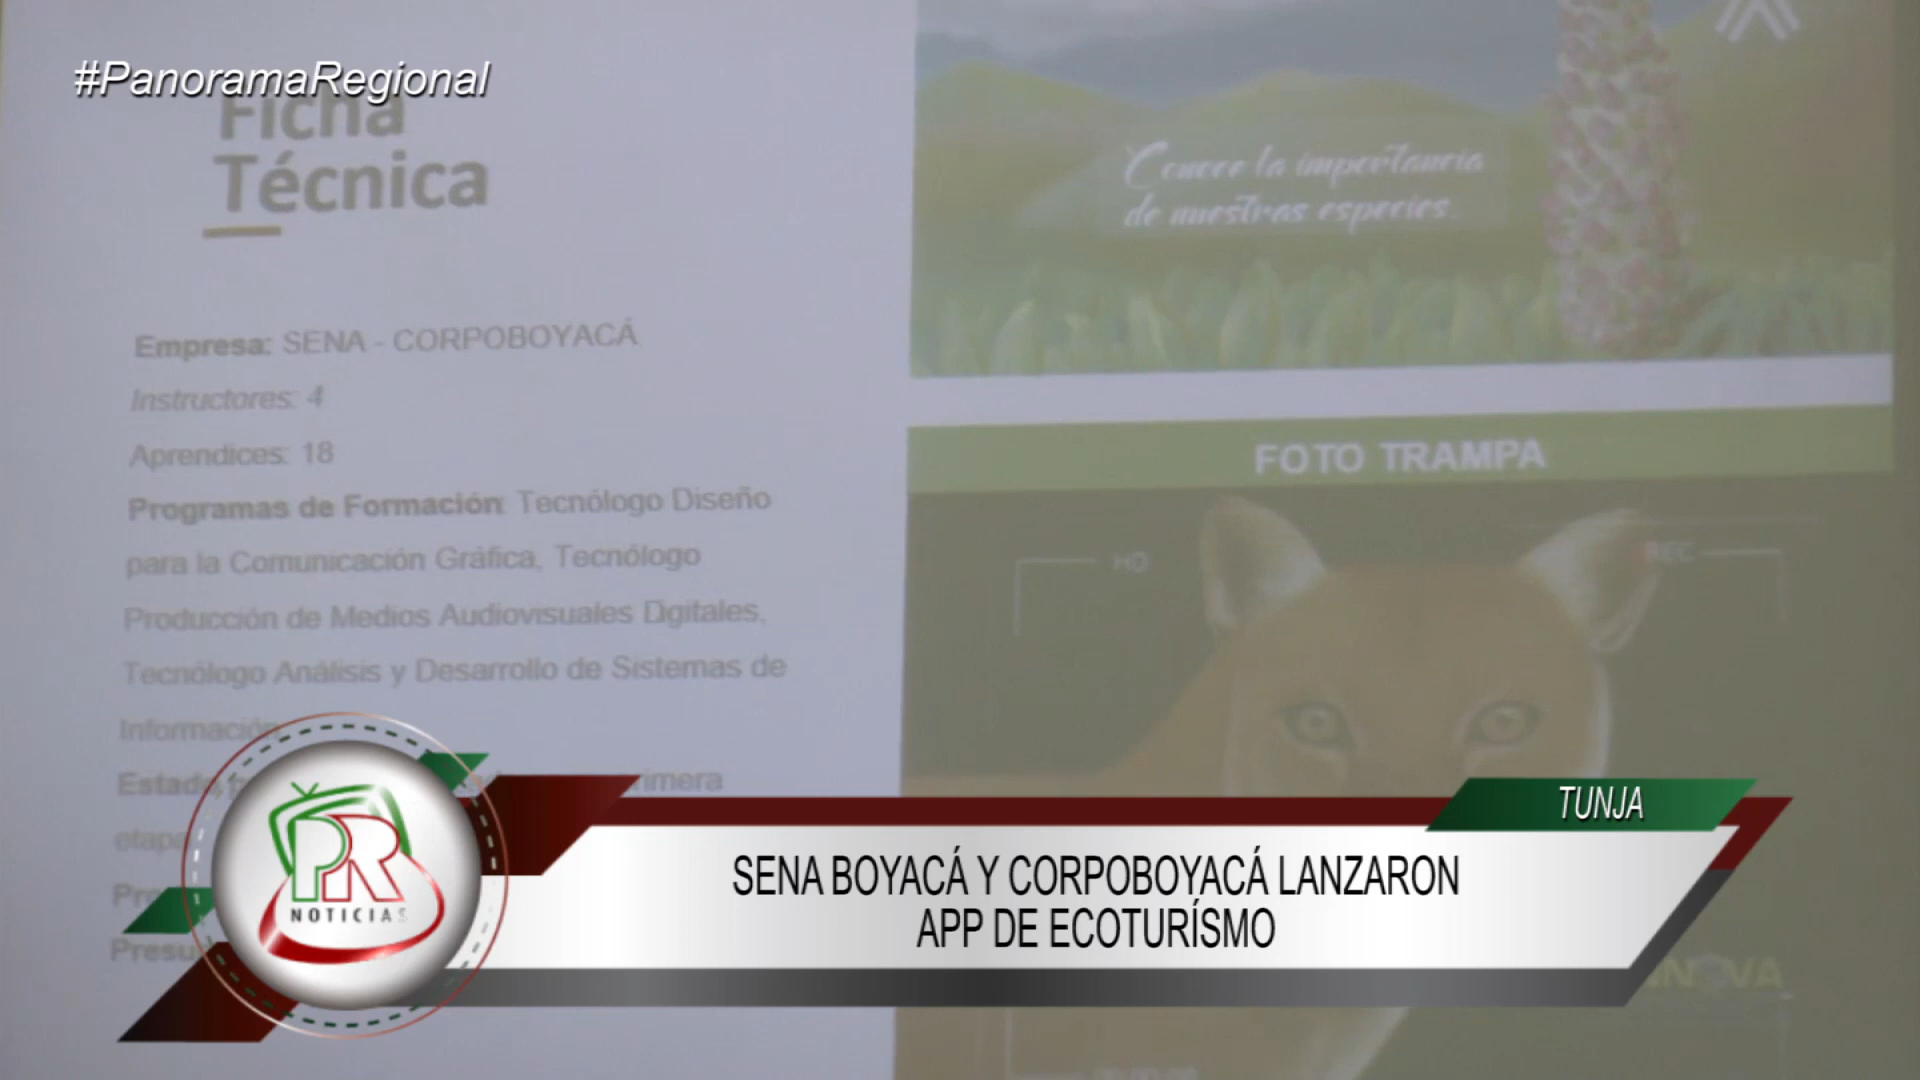 #PanoramaRegional
Ficha
Técnica
Empresa: SENA - CORPOBOYACÁ
Instructores: 4
Aprendices: 18
Programas de Formación: Tecnólogo Diseño
para la Comunicación Gráfica, Tecnólogo
Producción de Medios Audiovisuales Digitales,
Tecnólogo Análisis y Desarrollo de Sistemas de
Información
Conoce la importancia
de nuestras especies.
FOTO TRAMPA
HD
REC
TUNJA
SENA BOYACÁ Y CORPOBOYACÁ LANZARON
APP DE ECOTURÍSMO
PR
NOTICIAS